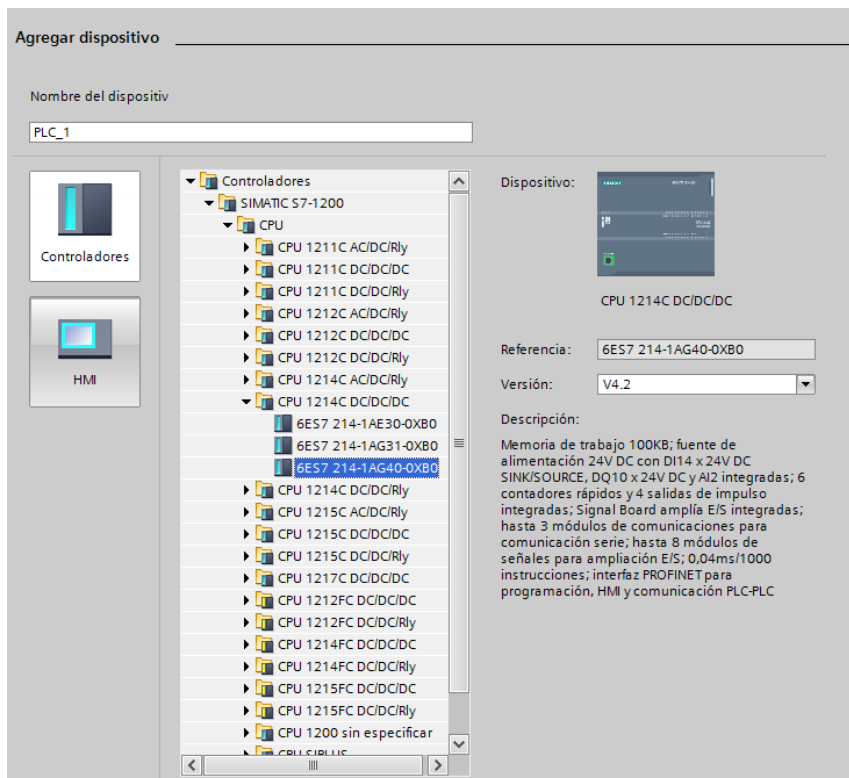 Agregar dispositivo
Nombre del dispositiv
PLC_1
Controladores
HMI
Controladores
SIMATIC S7-1200
CPU
CPU 1211C AC/DC/Rly
CPU 1211C DC/DC/DC
CPU 1211C DC/DC/Rly
CPU 1212C AC/DC/Rly
CPU 1212C DC/DC/DC
CPU 1212C DC/DC/Rly
CPU 1214C AC/DC/Rly
CPU 1214C DC/DC/DC
6ES7 214-1AE30-0XB0
6ES7 214-1AG31-0XB0
6ES7 214-1AG40-0XB0
CPU 1214C DC/DC/Rly
CPU 1215C AC/DC/Rly
CPU 1215C DC/DC/DC
CPU 1215C DC/DC/Rly
CPU 1217C DC/DC/DC
CPU 1212FC DC/DC/DC
CPU 1212FC DC/DC/Rly
CPU 1214FC DC/DC/DC
CPU 1214FC DC/DC/Rly
CPU 1215FC DC/DC/DC
CPU 1215FC DC/DC/Rly
CPU 1200 sin especificar
CPU SIPLUS
Dispositivo:
CPU 1214C DC/DC/DC
Referencia:
6ES7 214-1AG40-0XB0
Versión:
V4.2
Descripción:
Memoria de trabajo 100KB; fuente de
alimentación 24V DC con DI14 x 24V DC
SINK/SOURCE, DQ10 x 24V DC y AI2 integradas; 6
contadores rápidos y 4 salidas de impulso
integradas; Signal Board amplía E/S integradas;
hasta 3 módulos de comunicaciones para
comunicación serie; hasta 8 módulos de
señales para ampliación E/S; 0,04ms/1000
instrucciones; interfaz PROFINET para
programación, HMI y comunicación PLC-PLC